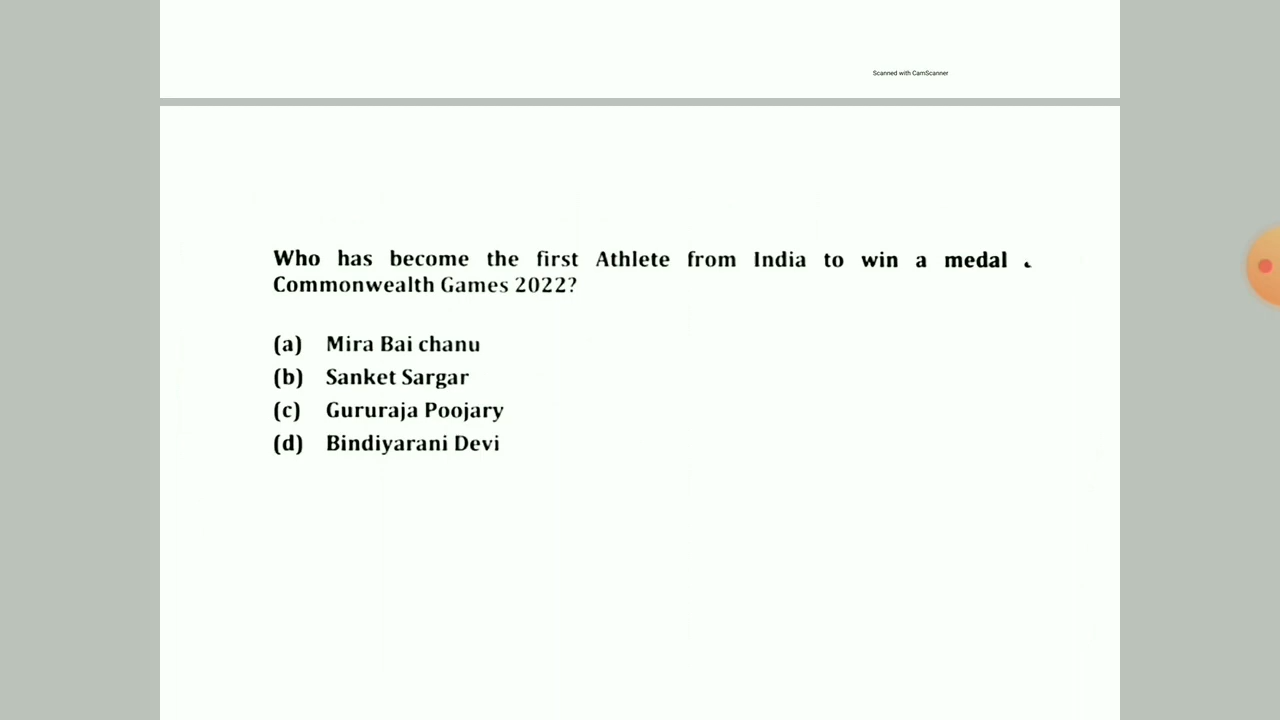 Scanned with CamScanner
Who has become the first Athlete from India to win a medal
Commonwealth Games 2022?
(a) Mira Bai chanu
(b) Sanket Sargar
(c) Gururaja Poojary
(d) Bindiyarani Devi